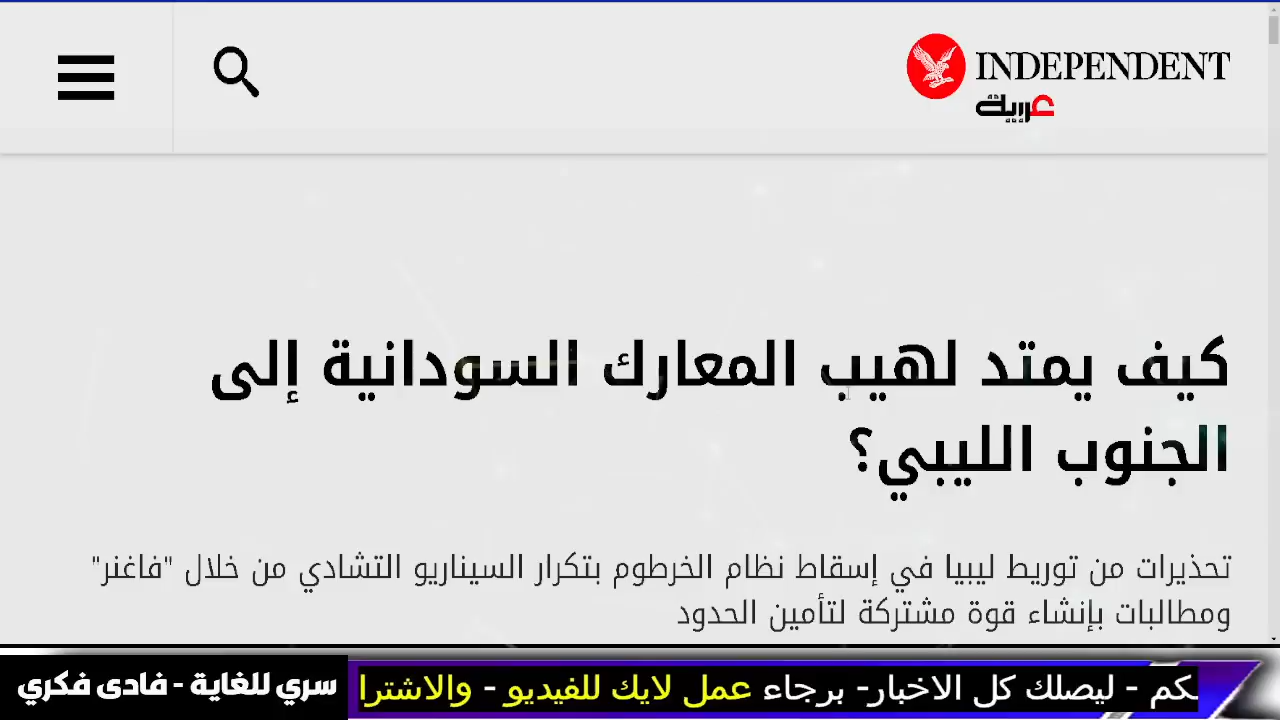 INDEPENDENT
عربية
كيف يمتد لهيب المعارك السودانية إلى
الجنوب الليبي؟
تحذيرات من توريط ليبيا في إسقاط نظام الخرطوم بتكرار السيناريو التشادي من خلال "فاغنر"
ومطالبات بإنشاء قوة مشتركة لتأمين الحدود
كم - ليصلك كل الاخبار- برجاء عمل لايك للفيديو - والاشترا
سري للغاية - فادى فكري